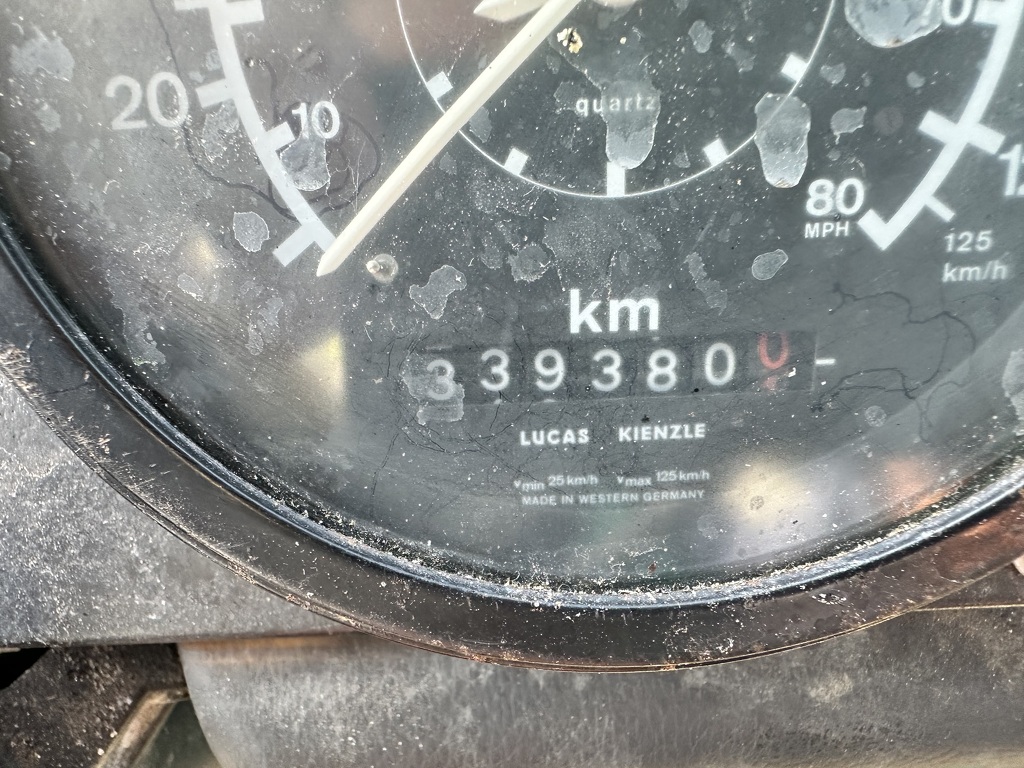 70
20
10
quartz
80
MPH
125
km/h
km
3393800
LUCAS KIENZLE
vmin 25 km/h vmax 125 km/h
MADE IN WESTERN GERMANY